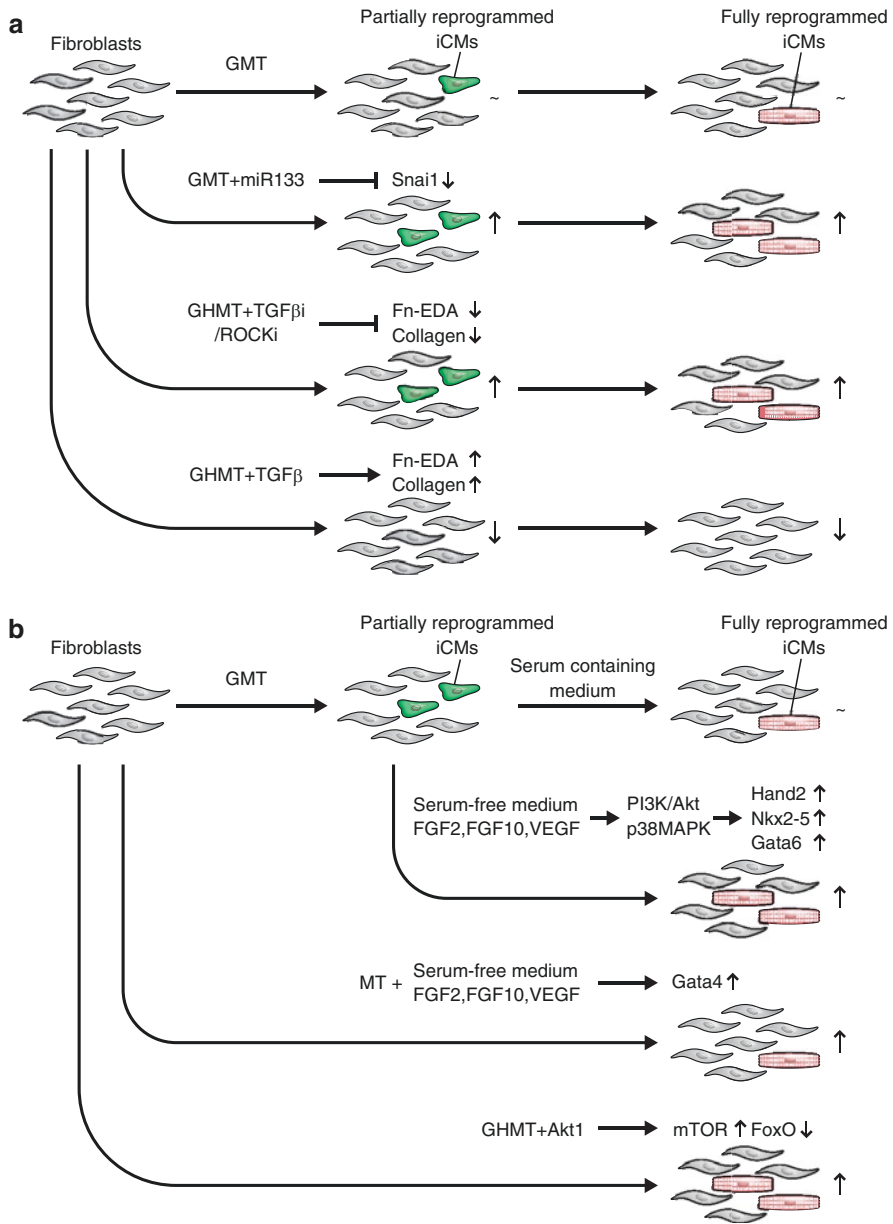 a
Fibroblasts
GMT
Partially reprogrammed
iCMs
~
Fully reprogrammed
iCMs
~
GMT+miR133
Snai1 ↓
↑
↑
GHMT+TGFβi
/ROCKi
Fn-EDA ↓
Collagen ↓
↑
↑
GHMT+TGFβ
Fn-EDA ↑
Collagen ↑
↓
↓
b
Fibroblasts
GMT
Partially reprogrammed
iCMs
Serum containing
medium
Fully reprogrammed
iCMs
~
Serum-free medium
FGF2,FGF10,VEGF
PI3K/Akt
p38MAPK
Hand2 ↑
Nkx2-5 ↑
Gata6 ↑
↑
MT +
Serum-free medium
FGF2,FGF10,VEGF
Gata4 ↑
↑
GHMT+Akt1
mTOR ↑ FoxO ↓
↑